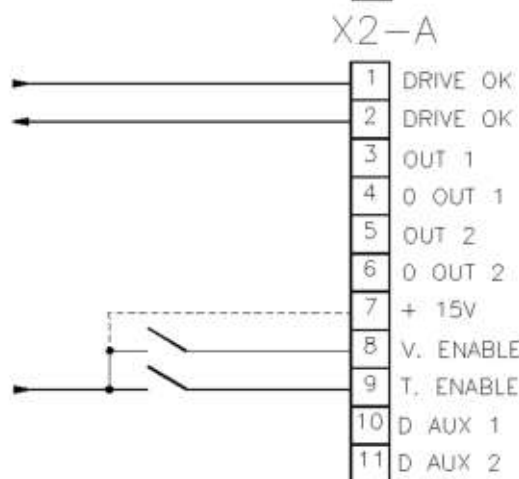 X2-A
1 DRIVE OK
2 DRIVE OK
3 OUT 1
4 0 OUT 1
5 OUT 2
6 0 OUT 2
7 + 15V
8 V. ENABLE
9 T. ENABLE
10 D AUX 1
11 D AUX 2